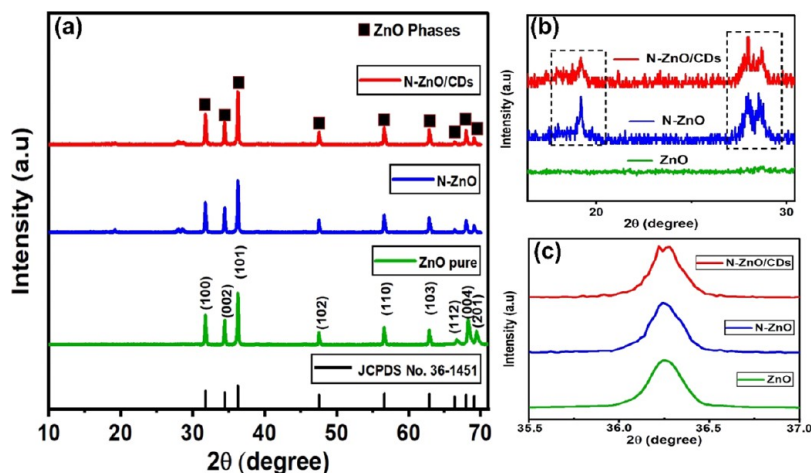 (a)
■ ZnO Phases
N-ZnO/CDs
N-ZnO
ZnO pure
(100)
(002)
(101)
(102)
(110)
(103)
(112)
(004)
(201)
JCPDS No. 36-1451
Intensity (a.u)
10 20 30 40 50 60 70
2θ (degree)
(b)
N-ZnO/CDs
N-ZnO
ZnO
Intensity (a.u)
20 30
2θ (degree)
(c)
N-ZnO/CDs
N-ZnO
ZnO
Intensity (a.u)
35.5 36.0 36.5 37.0
2θ (degree)